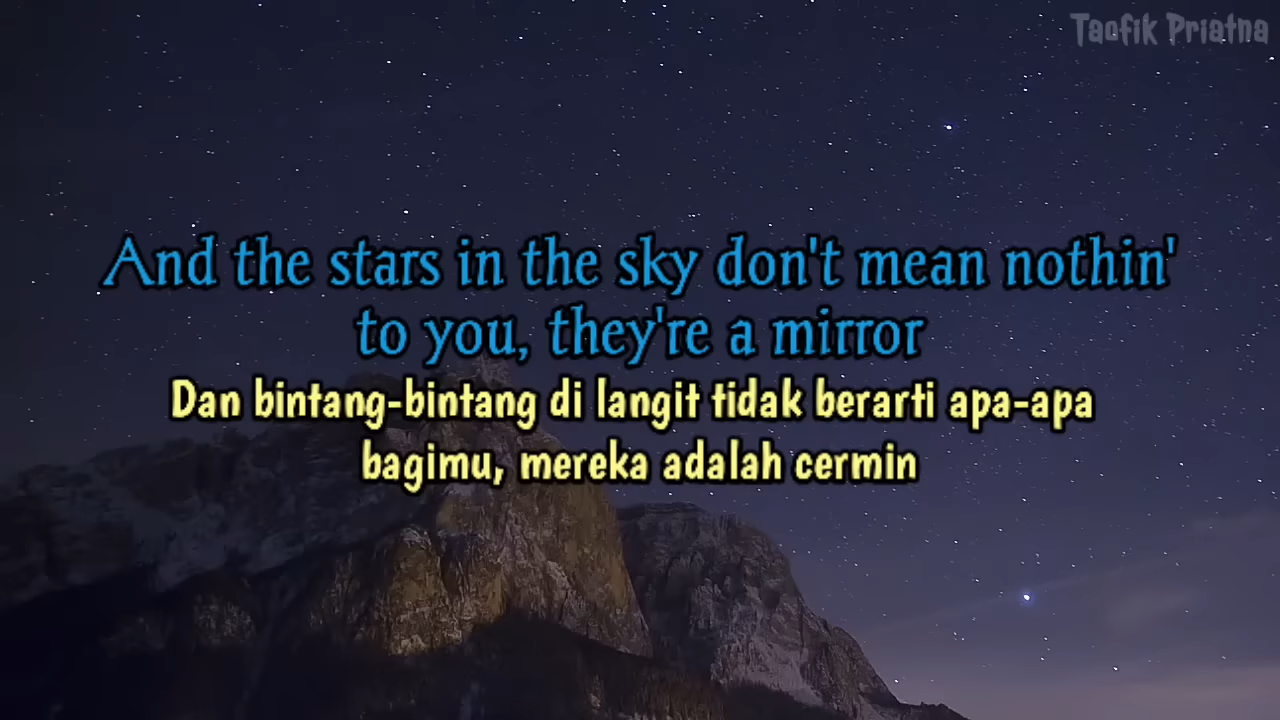 Taofik Priatna
And the stars in the sky don't mean nothin'
to you, they're a mirror
Dan bintang-bintang di langit tidak berarti apa-apa
bagimu, mereka adalah cermin